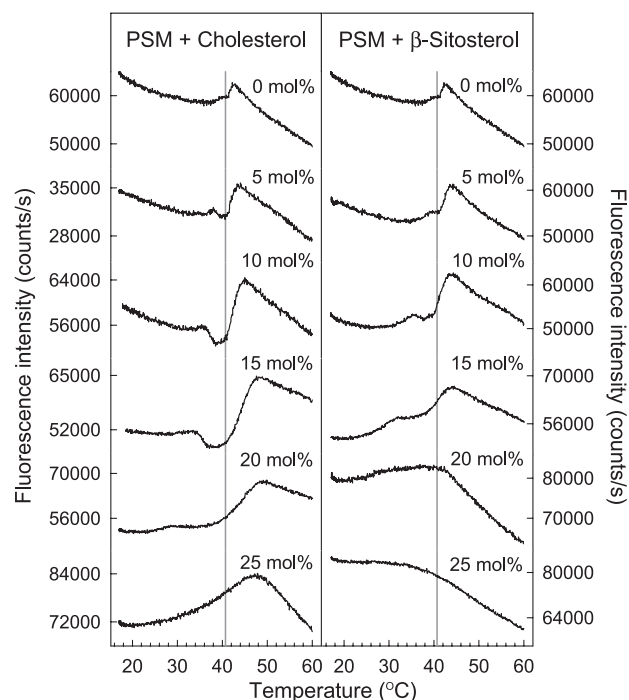 PSM + Cholesterol
PSM + β-Sitosterol
Fluorescence intensity (counts/s)
60000
50000
35000
28000
64000
56000
65000
52000
70000
56000
84000
72000
0 mol%
5 mol%
10 mol%
15 mol%
20 mol%
25 mol%
0 mol%
5 mol%
10 mol%
15 mol%
20 mol%
25 mol%
60000
50000
60000
50000
60000
50000
70000
56000
80000
70000
80000
64000
Fluorescence intensity (counts/s)
20 30 40 50 60 20 30 40 50 60
Temperature (°C)